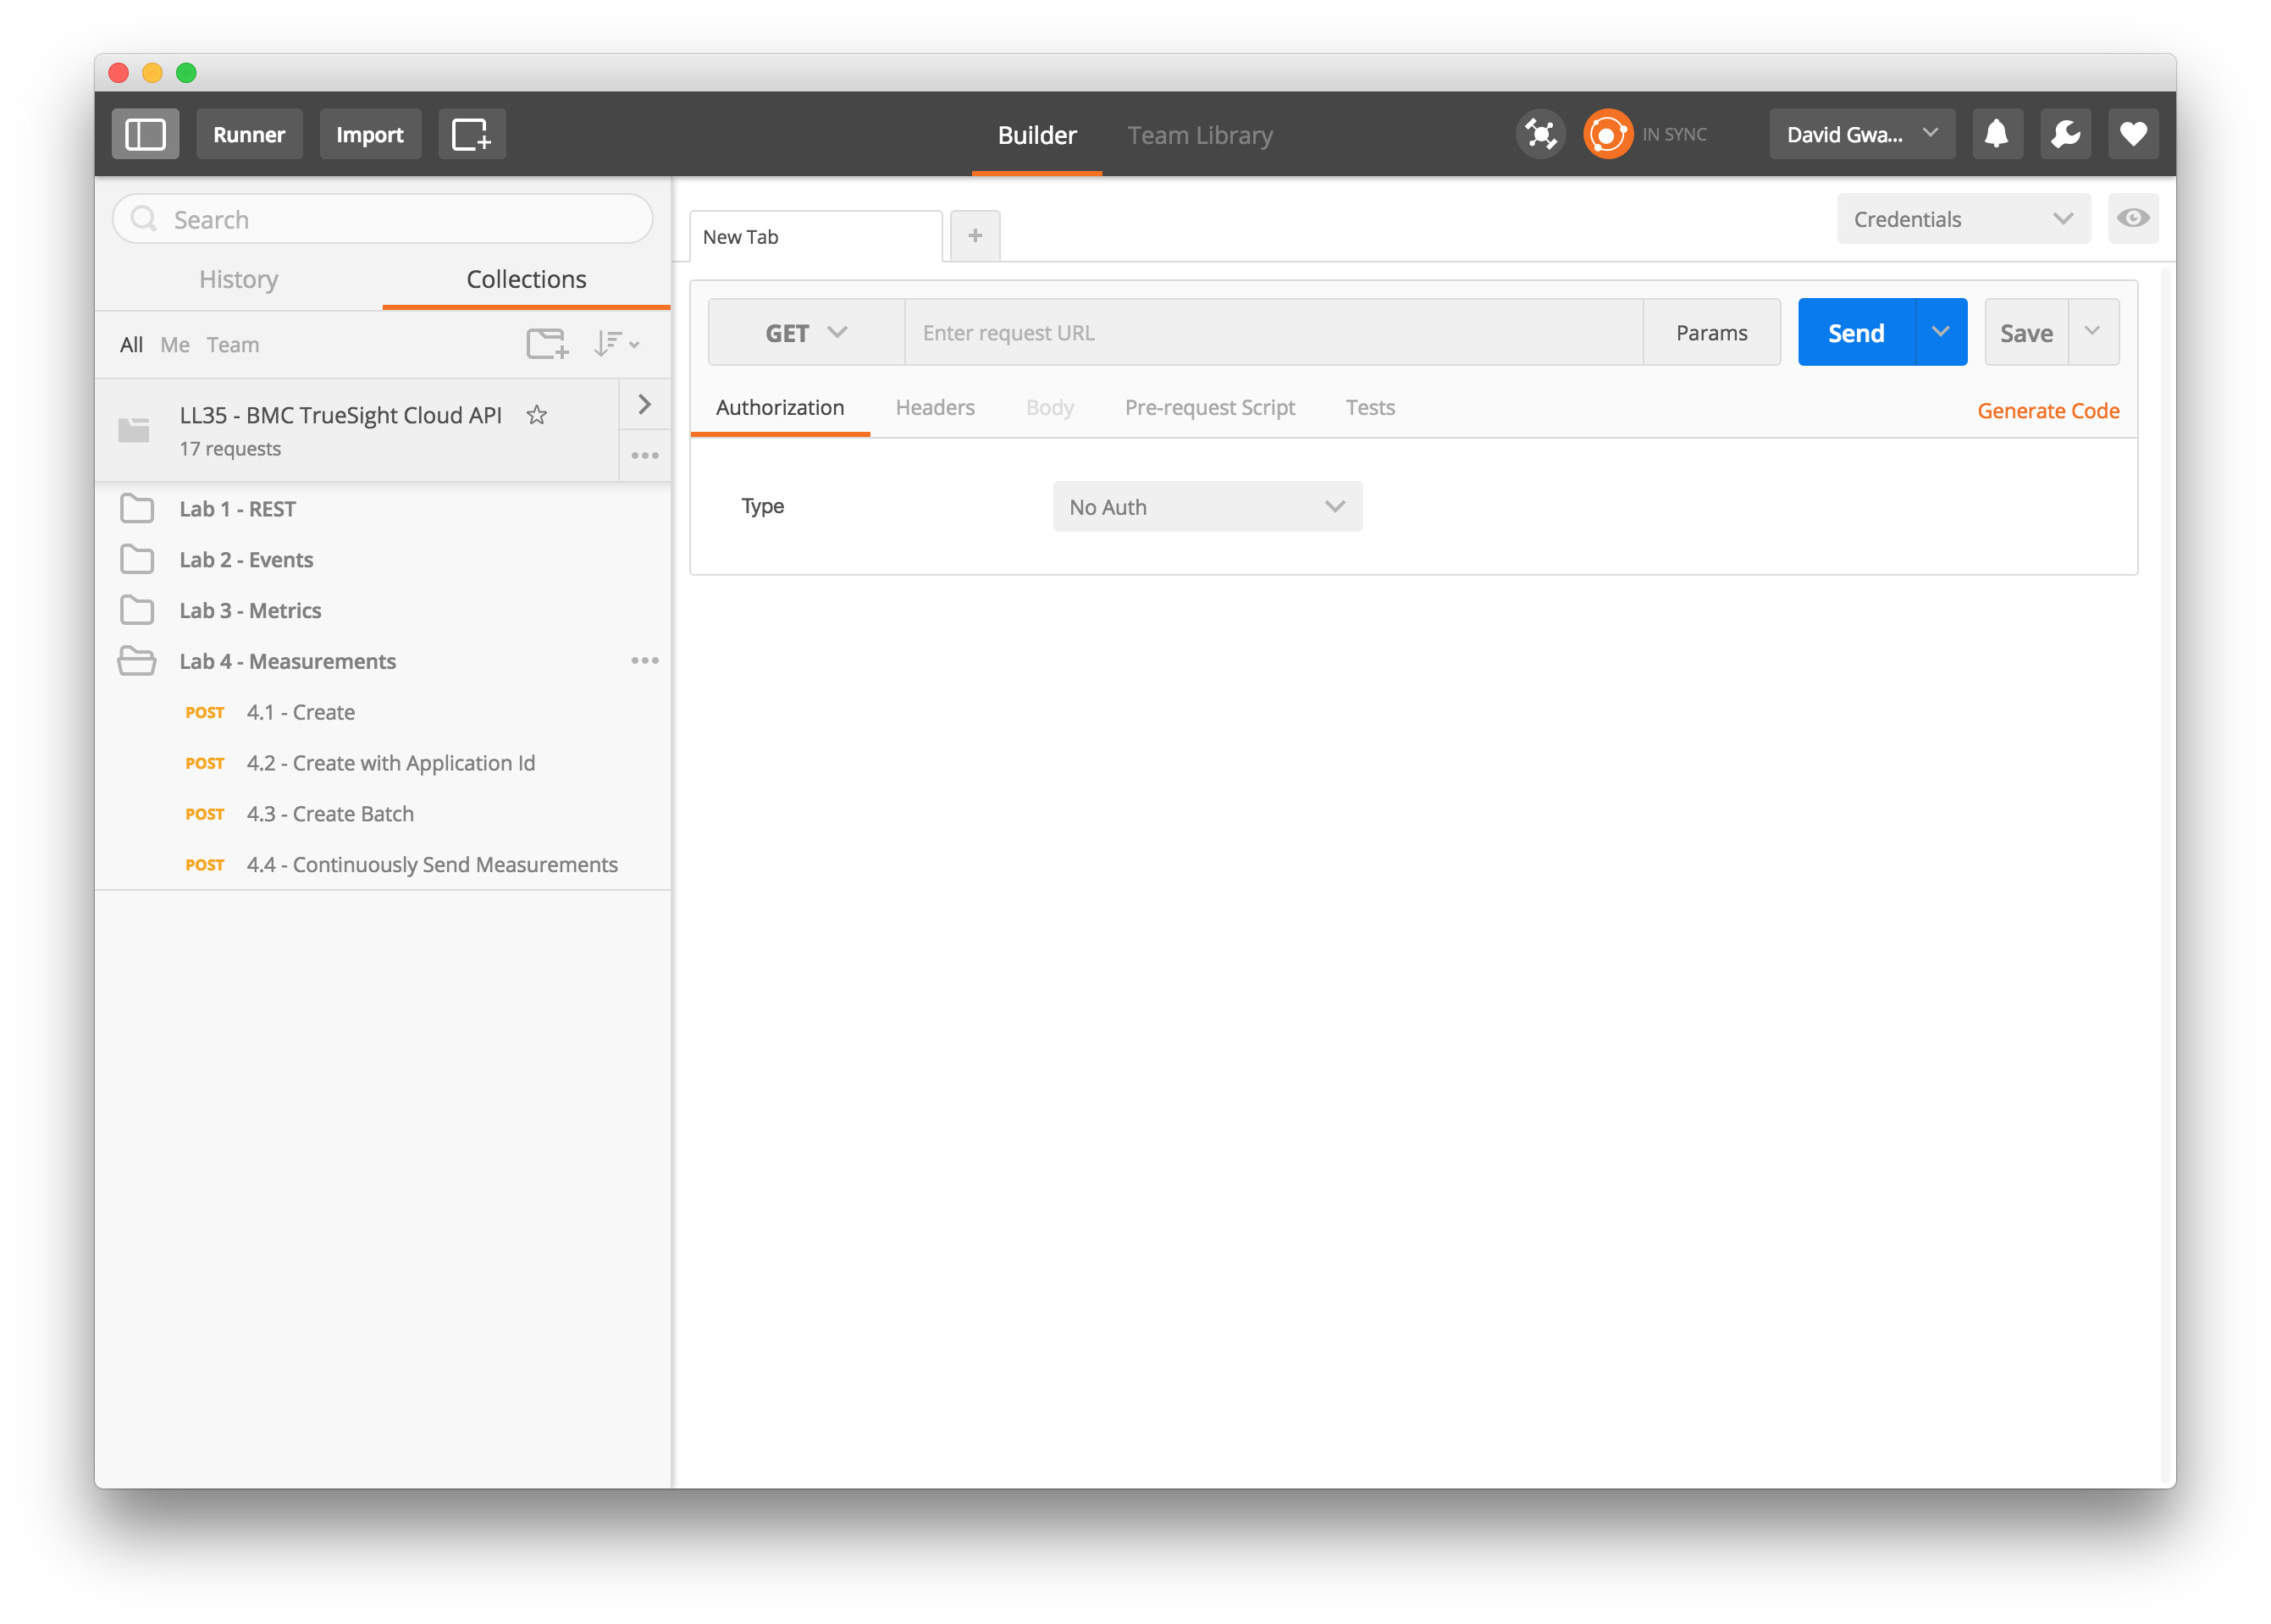 Runner
Import
Builder
Team Library
IN SYNC
David Gwa...
Search
History
Collections
All Me Team
LL35 - BMC TrueSight Cloud API
17 requests
Lab 1 - REST
Lab 2 - Events
Lab 3 - Metrics
Lab 4 - Measurements
POST 4.1 - Create
POST 4.2 - Create with Application Id
POST 4.3 - Create Batch
POST 4.4 - Continuously Send Measurements
New Tab
+
Credentials
GET
Enter request URL
Params
Send
Save
Authorization
Headers
Body
Pre-request Script
Tests
Generate Code
Type
No Auth